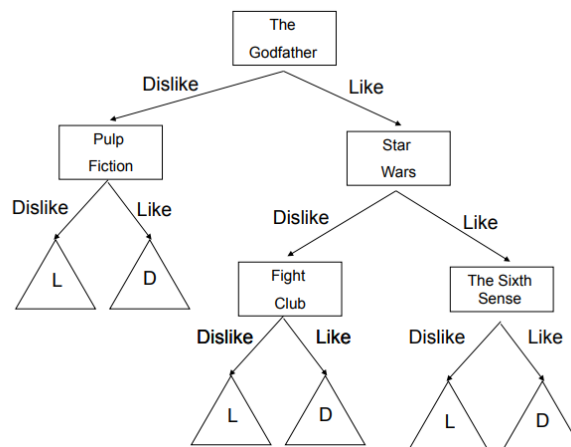 The
Godfather
Dislike
Like
Pulp
Fiction
Star
Wars
Dislike
Like
Dislike
Like
L
D
Fight
Club
The Sixth
Sense
Dislike
Like
Dislike
Like
L
D
L
D